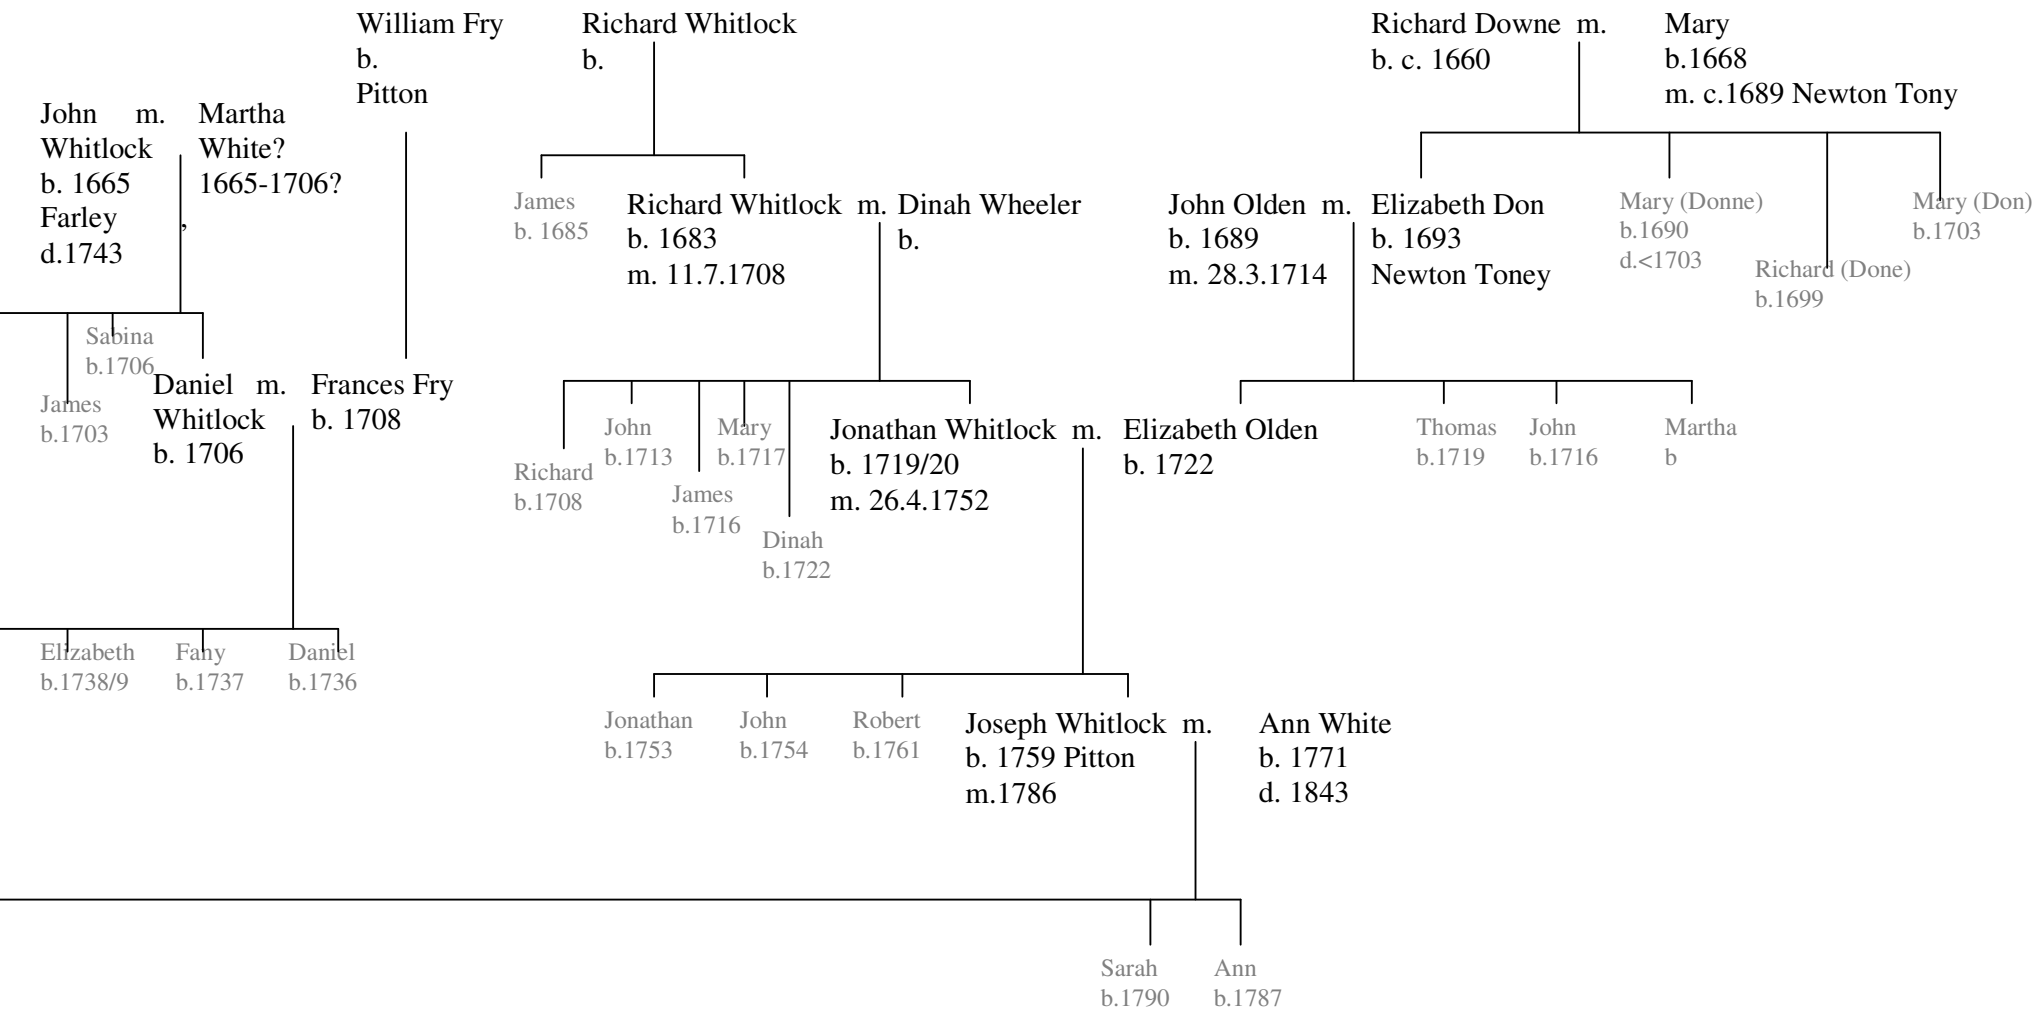 William Fry
b.
Pitton
Richard Whitlock
b.
Richard Downe m.
b. c. 1660
Mary
b.1668
m. c.1689 Newton Tony
John m.
Whitlock
b. 1665
Farley
d.1743
Martha
White?
1665-1706?
,
James
b. 1685
Richard Whitlock m.
b. 1683
m. 11.7.1708
Dinah Wheeler
b.
John Olden m.
b. 1689
m. 28.3.1714
Elizabeth Don
b. 1693
Newton Toney
Mary (Donne)
b.1690
d.<1703
Richard (Done)
b.1699
Mary (Don)
b.1703
Sabina
b.1706
James
b.1703
Daniel m.
Whitlock
b. 1706
Frances Fry
b. 1708
Richard
b.1708
John
b.1713
James
b.1716
Mary
b.1717
Dinah
b.1722
Jonathan Whitlock m.
b. 1719/20
m. 26.4.1752
Elizabeth Olden
b. 1722
Thomas
b.1719
John
b.1716
Martha
b
Elizabeth
b.1738/9
Fany
b.1737
Daniel
b.1736
Jonathan
b.1753
John
b.1754
Robert
b.1761
Joseph Whitlock m.
b. 1759 Pitton
m.1786
Ann White
b. 1771
d. 1843
Sarah
b.1790
Ann
b.1787